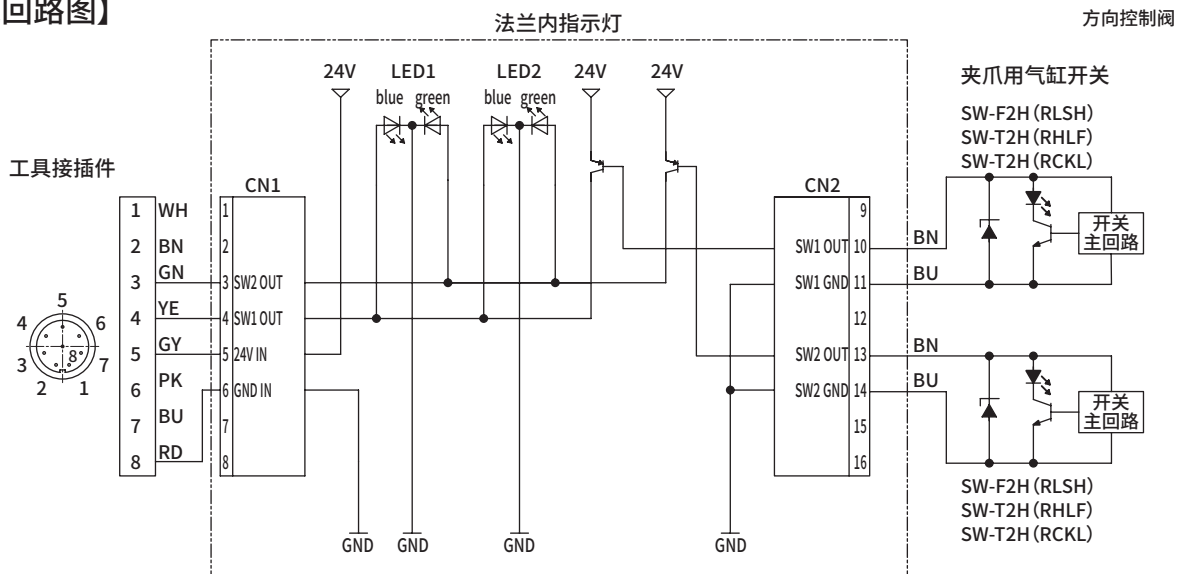 回路图】
方向控制阀
法兰内指示灯
24V LED1 LED2 24V 24V
blue green blue green
夹爪用气缸开关
SW-F2H（RLSH）
SW-T2H（RHLF）
SW-T2H（RCKL）
工具接插件
CN1
CN2
1 WH
2 BN
3 GN
4 YE
5 GY
6 PK
7 BU
8 RD
5
4 6
3 8 7
2 1
1
2
3 SW2 OUT
4 SW1 OUT
5 24V IN
6 GND IN
7
8
9
SW1 OUT 10 BN
SW1 GND 11 BU
12
SW2 OUT 13 BN
SW2 GND 14 BU
15
16
开关
主回路
开关
主回路
SW-F2H（RLSH）
SW-T2H（RHLF）
SW-T2H（RCKL）
GND GND GND GND